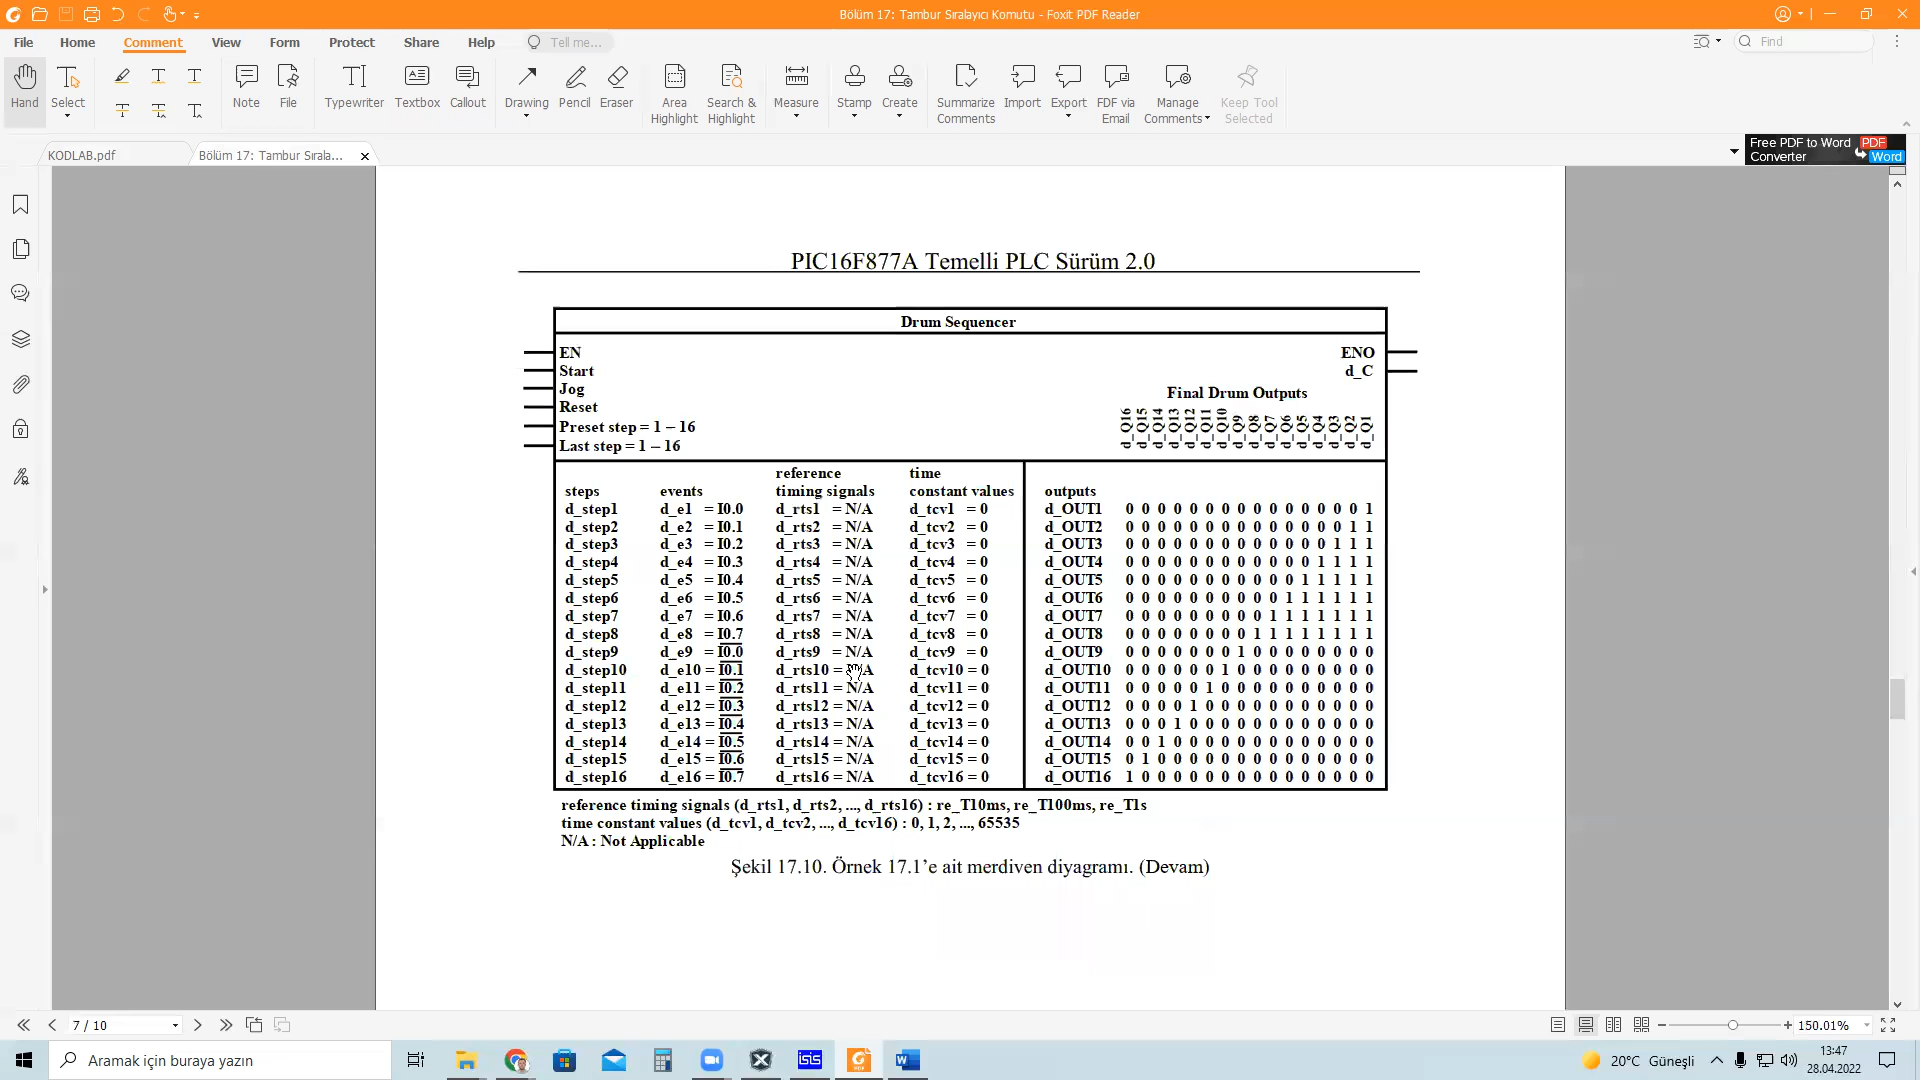 Bölüm 17: Tambur Sıralayıcı Komutu - Foxit PDF Reader
File Home Comment View Form Protect Share Help Tell me... Find
Hand Select Note File Typewriter Textbox Callout Drawing Pencil Eraser Area Highlight Search & Highlight Measure Stamp Create Summarize Comments Import Export FDF via Email Manage Comments Keep Tool Selected
KODLAB.pdf Bölüm 17: Tambur Sırala...
Free PDF to Word Converter PDF Word
PIC16F877A Temelli PLC Sürüm 2.0
Drum Sequencer
EN ENO
Start d_C
Jog
Final Drum Outputs
Reset
Preset step = 1 – 16
Last step = 1 – 16
d_Q16 d_Q15 d_Q14 d_Q13 d_Q12 d_Q11 d_Q10 d_Q9 d_Q8 d_Q7 d_Q6 d_Q5 d_Q4 d_Q3 d_Q2 d_Q1
reference time
steps events timing signals constant values outputs
d_step1 d_e1 = I0.0 d_rts1 = N/A d_tcv1 = 0 d_OUT1 0 0 0 0 0 0 0 0 0 0 0 0 0 0 0 1
d_step2 d_e2 = I0.1 d_rts2 = N/A d_tcv2 = 0 d_OUT2 0 0 0 0 0 0 0 0 0 0 0 0 0 0 1 1
d_step3 d_e3 = I0.2 d_rts3 = N/A d_tcv3 = 0 d_OUT3 0 0 0 0 0 0 0 0 0 0 0 0 0 1 1 1
d_step4 d_e4 = I0.3 d_rts4 = N/A d_tcv4 = 0 d_OUT4 0 0 0 0 0 0 0 0 0 0 0 0 1 1 1 1
d_step5 d_e5 = I0.4 d_rts5 = N/A d_tcv5 = 0 d_OUT5 0 0 0 0 0 0 0 0 0 0 0 1 1 1 1 1
d_step6 d_e6 = I0.5 d_rts6 = N/A d_tcv6 = 0 d_OUT6 0 0 0 0 0 0 0 0 0 0 1 1 1 1 1 1
d_step7 d_e7 = I0.6 d_rts7 = N/A d_tcv7 = 0 d_OUT7 0 0 0 0 0 0 0 0 0 1 1 1 1 1 1 1
d_step8 d_e8 = I0.7 d_rts8 = N/A d_tcv8 = 0 d_OUT8 0 0 0 0 0 0 0 0 1 1 1 1 1 1 1 1
d_step9 d_e9 = I̅0̅.̅0̅ d_rts9 = N/A d_tcv9 = 0 d_OUT9 0 0 0 0 0 0 0 1 0 0 0 0 0 0 0 0
d_step10 d_e10 = I̅0̅.̅1̅ d_rts10 = N/A d_tcv10 = 0 d_OUT10 0 0 0 0 0 0 1 0 0 0 0 0 0 0 0 0
d_step11 d_e11 = I̅0̅.̅2̅ d_rts11 = N/A d_tcv11 = 0 d_OUT11 0 0 0 0 0 1 0 0 0 0 0 0 0 0 0 0
d_step12 d_e12 = I̅0̅.̅3̅ d_rts12 = N/A d_tcv12 = 0 d_OUT12 0 0 0 0 1 0 0 0 0 0 0 0 0 0 0 0
d_step13 d_e13 = I̅0̅.̅4̅ d_rts13 = N/A d_tcv13 = 0 d_OUT13 0 0 0 1 0 0 0 0 0 0 0 0 0 0 0 0
d_step14 d_e14 = I̅0̅.̅5̅ d_rts14 = N/A d_tcv14 = 0 d_OUT14 0 0 1 0 0 0 0 0 0 0 0 0 0 0 0 0
d_step15 d_e15 = I̅0̅.̅6̅ d_rts15 = N/A d_tcv15 = 0 d_OUT15 0 1 0 0 0 0 0 0 0 0 0 0 0 0 0 0
d_step16 d_e16 = I̅0̅.̅7̅ d_rts16 = N/A d_tcv16 = 0 d_OUT16 1 0 0 0 0 0 0 0 0 0 0 0 0 0 0 0
reference timing signals (d_rts1, d_rts2, ..., d_rts16) : re_T10ms, re_T100ms, re_T1s
time constant values (d_tcv1, d_tcv2, ..., d_tcv16) : 0, 1, 2, ..., 65535
N/A : Not Applicable
Şekil 17.10. Örnek 17.1’e ait merdiven diyagramı. (Devam)
7 / 10 150.01%
Aramak için buraya yazın isis 20°C Güneşli 13:47
28.04.2022